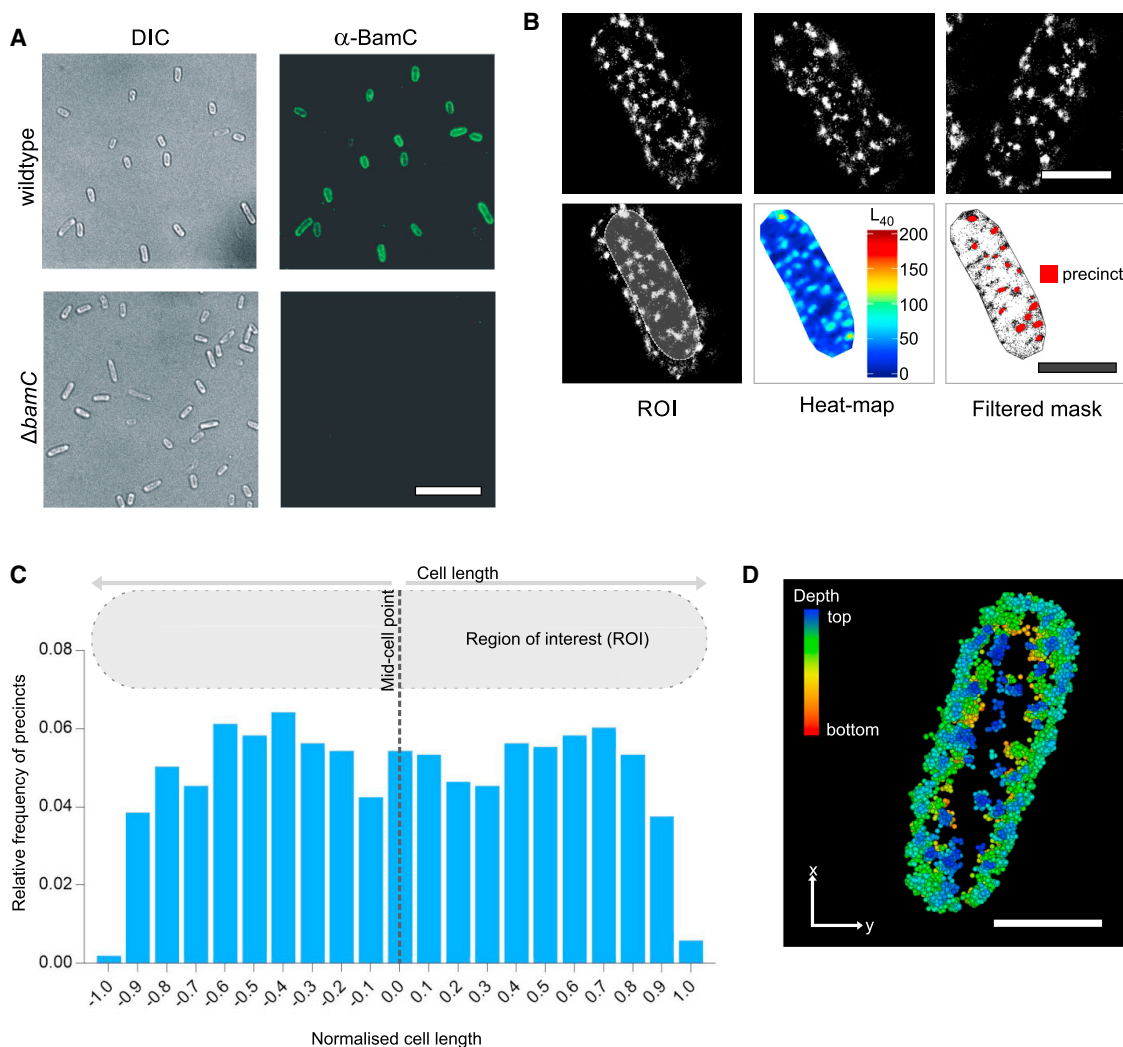 A
DIC
α-BamC
wildtype
ΔbamC
B
L40
200
150
100
50
0
precinct
ROI
Heat-map
Filtered mask
C
Cell length
Mid-cell point
Region of interest (ROI)
Relative frequency of precincts
0.08
0.06
0.04
0.02
0.00
-1.0
-0.9
-0.8
-0.7
-0.6
-0.5
-0.4
-0.3
-0.2
-0.1
0.0
0.1
0.2
0.3
0.4
0.5
0.6
0.7
0.8
0.9
1.0
Normalised cell length
D
Depth
top
bottom
x
y